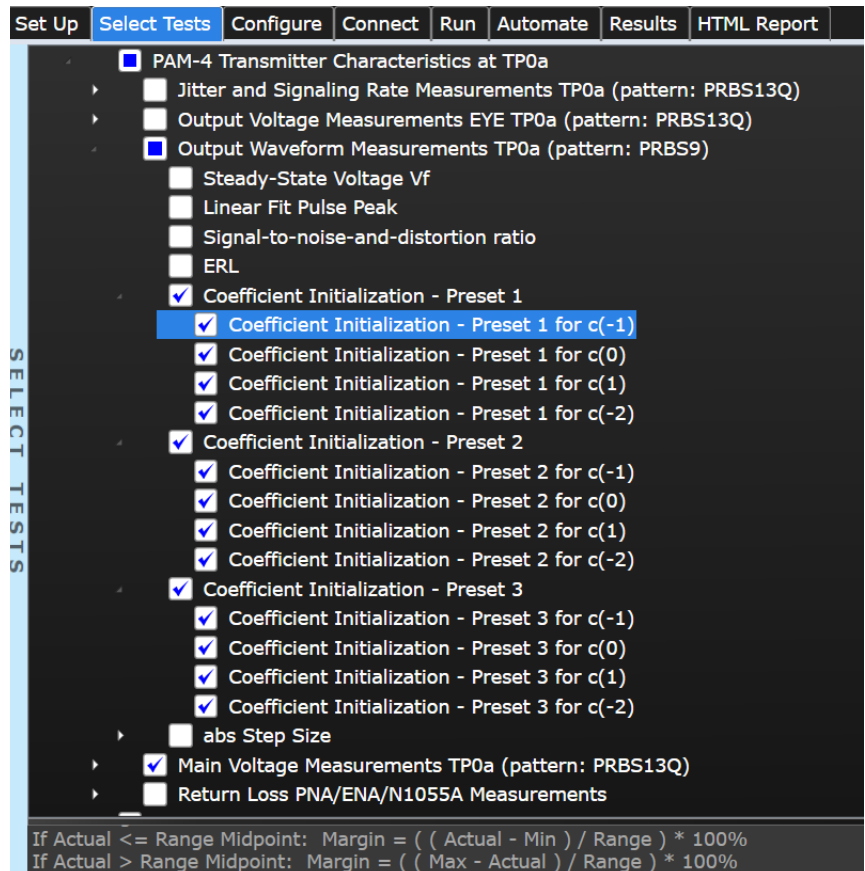 Set Up Select Tests Configure Connect Run Automate Results HTML Report
SELECT TESTS
PAM-4 Transmitter Characteristics at TP0a
Jitter and Signaling Rate Measurements TP0a (pattern: PRBS13Q)
Output Voltage Measurements EYE TP0a (pattern: PRBS13Q)
Output Waveform Measurements TP0a (pattern: PRBS9)
Steady-State Voltage Vf
Linear Fit Pulse Peak
Signal-to-noise-and-distortion ratio
ERL
Coefficient Initialization - Preset 1
Coefficient Initialization - Preset 1 for c(-1)
Coefficient Initialization - Preset 1 for c(0)
Coefficient Initialization - Preset 1 for c(1)
Coefficient Initialization - Preset 1 for c(-2)
Coefficient Initialization - Preset 2
Coefficient Initialization - Preset 2 for c(-1)
Coefficient Initialization - Preset 2 for c(0)
Coefficient Initialization - Preset 2 for c(1)
Coefficient Initialization - Preset 2 for c(-2)
Coefficient Initialization - Preset 3
Coefficient Initialization - Preset 3 for c(-1)
Coefficient Initialization - Preset 3 for c(0)
Coefficient Initialization - Preset 3 for c(1)
Coefficient Initialization - Preset 3 for c(-2)
abs Step Size
Main Voltage Measurements TP0a (pattern: PRBS13Q)
Return Loss PNA/ENA/N1055A Measurements
If Actual <= Range Midpoint: Margin = ( ( Actual - Min ) / Range ) * 100%
If Actual > Range Midpoint: Margin = ( ( Max - Actual ) / Range ) * 100%